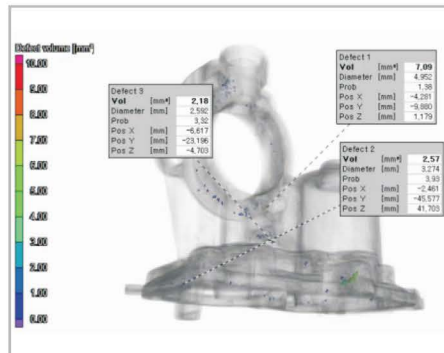 Defect volume [mm³]
10.00
9.00
8.00
7.00
6.00
5.00
4.00
3.00
2.00
1.00
0.00
Defect 3
Vol [mm³] 2,18
Diameter [mm] 2,592
Prob 3,32
Pos X [mm] -6,617
Pos Y [mm] -23,196
Pos Z [mm] -4,703
Defect 1
Vol [mm³] 7,09
Diameter [mm] 4,952
Prob 1,38
Pos X [mm] -4,261
Pos Y [mm] -9,880
Pos Z [mm] 1,179
Defect 2
Vol [mm³] 2,57
Diameter [mm] 3,274
Prob 3,93
Pos X [mm] -2,461
Pos Y [mm] -45,577
Pos Z [mm] 41,703